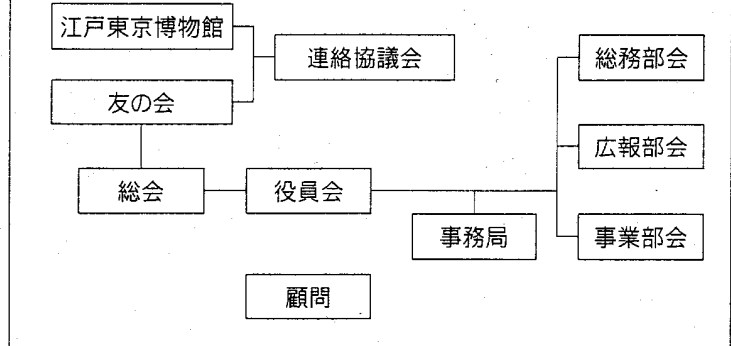 江戸東京博物館
連絡協議会
友の会
総会
役員会
事務局
総務部会
広報部会
事業部会
顧問